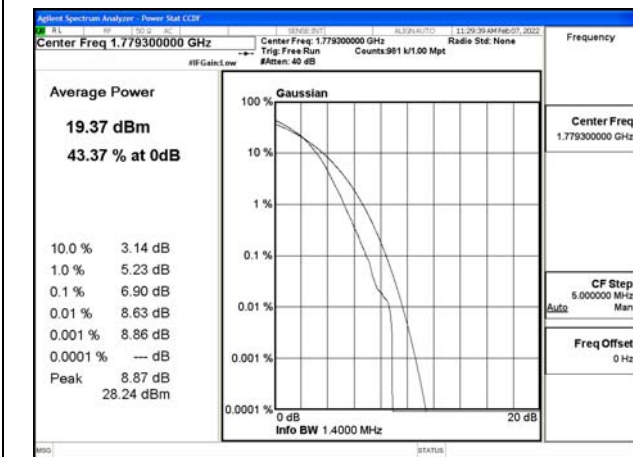 Agilent Spectrum Analyzer - Power Stat CCDF
RL RF 50 Ω AC SENSE:INT ALIGN AUTO 11:29:39 AM Feb 07, 2022
Center Freq 1.779300000 GHz
Center Freq: 1.779300000 GHz Radio Std: None
Trig: Free Run Counts:981 k/1.00 Mpt
#IFGain:Low #Atten: 40 dB
Frequency
Average Power
19.37 dBm
43.37 % at 0dB
10.0 % 3.14 dB
1.0 % 5.23 dB
0.1 % 6.90 dB
0.01 % 8.63 dB
0.001 % 8.86 dB
0.0001 % --- dB
Peak 8.87 dB
28.24 dBm
Gaussian
100 %
10 %
1 %
0.1 %
0.01 %
0.001 %
0.0001 %
0 dB 20 dB
Info BW 1.4000 MHz
Center Freq
1.779300000 GHz
CF Step
5.000000 MHz
Auto Man
Freq Offset
0 Hz
MSG STATUS